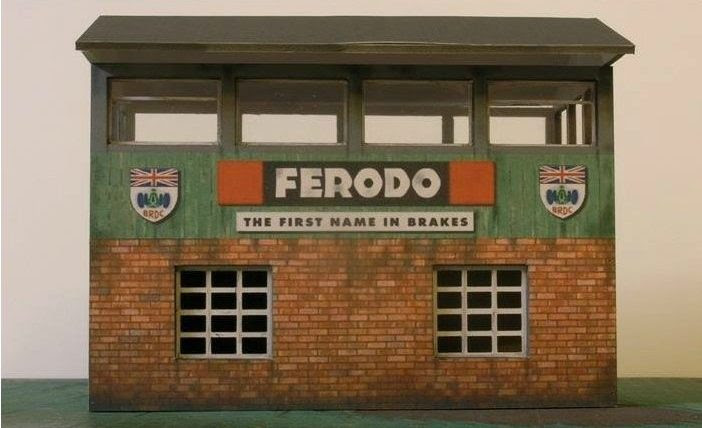 FERODO
THE FIRST NAME IN BRAKES
BRDC
BRDC